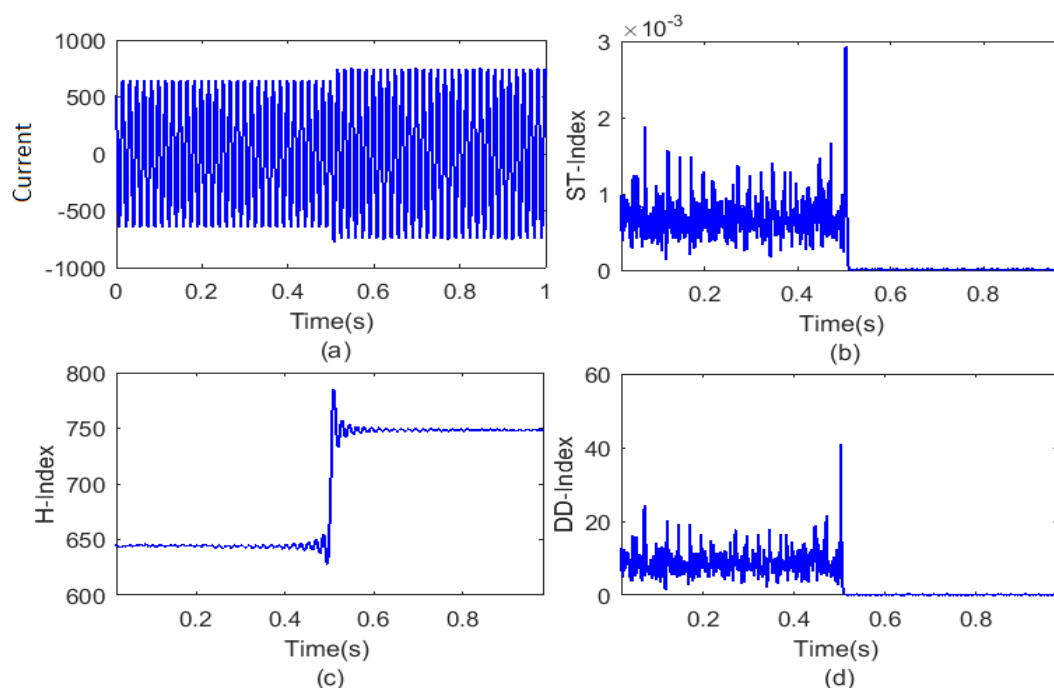 1000
500
0
-500
-1000
Current
0 0.2 0.4 0.6 0.8 1
Time(s)
(a)
× 10⁻³
3
2
1
0
ST-Index
0.2 0.4 0.6 0.8
Time(s)
(b)
800
750
700
650
600
H-Index
0.2 0.4 0.6 0.8
Time(s)
(c)
60
40
20
0
DD-Index
0.2 0.4 0.6 0.8
Time(s)
(d)